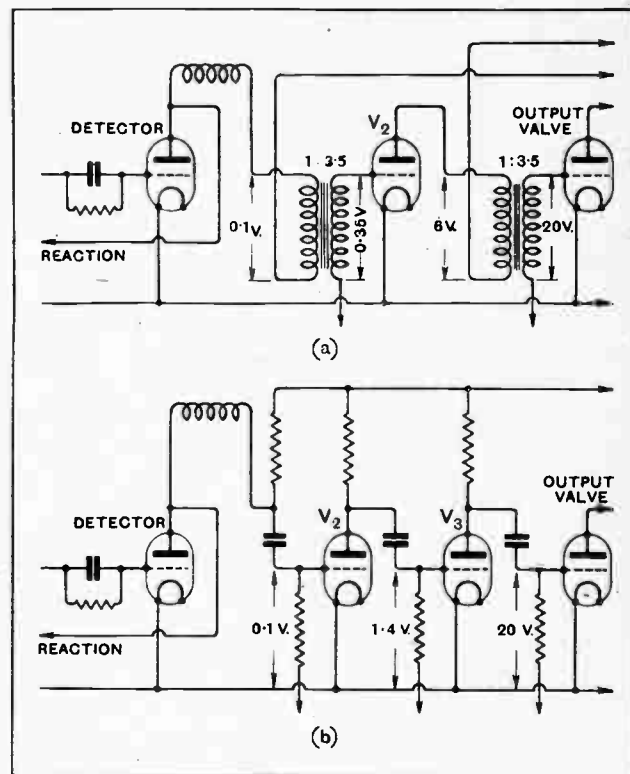 DETECTOR
V2
OUTPUT
VALVE
1:3·5
1:3·5
0·1 V.
0·35V
6V.
20V.
REACTION
(a)
DETECTOR
V2
V3
OUTPUT
VALVE
0·1 V.
1·4 V.
20 V.
REACTION
(b)